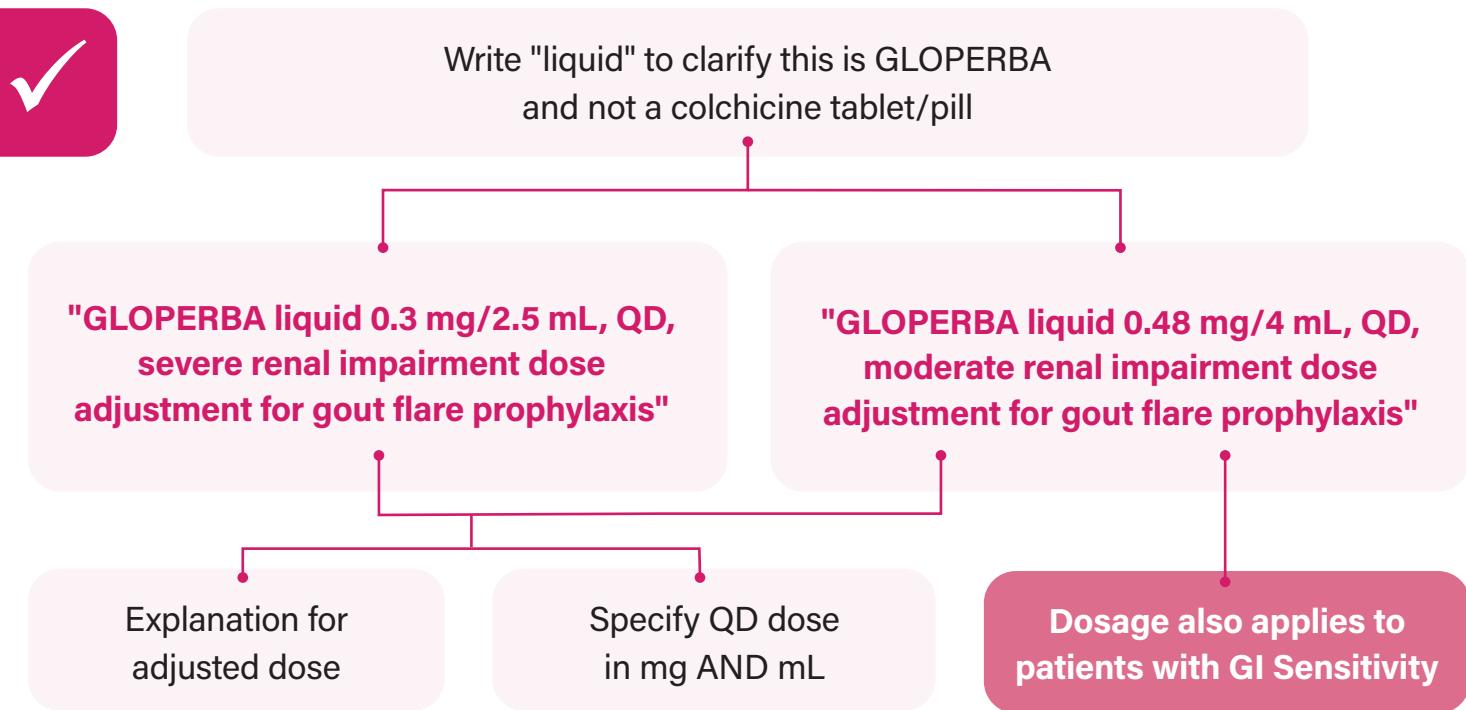 Write "liquid" to clarify this is GLOPERBA
and not a colchicine tablet/pill
"GLOPERBA liquid 0.3 mg/2.5 mL, QD,
severe renal impairment dose
adjustment for gout flare prophylaxis"
"GLOPERBA liquid 0.48 mg/4 mL, QD,
moderate renal impairment dose
adjustment for gout flare prophylaxis"
Explanation for
adjusted dose
Specify QD dose
in mg AND mL
Dosage also applies to
patients with GI Sensitivity